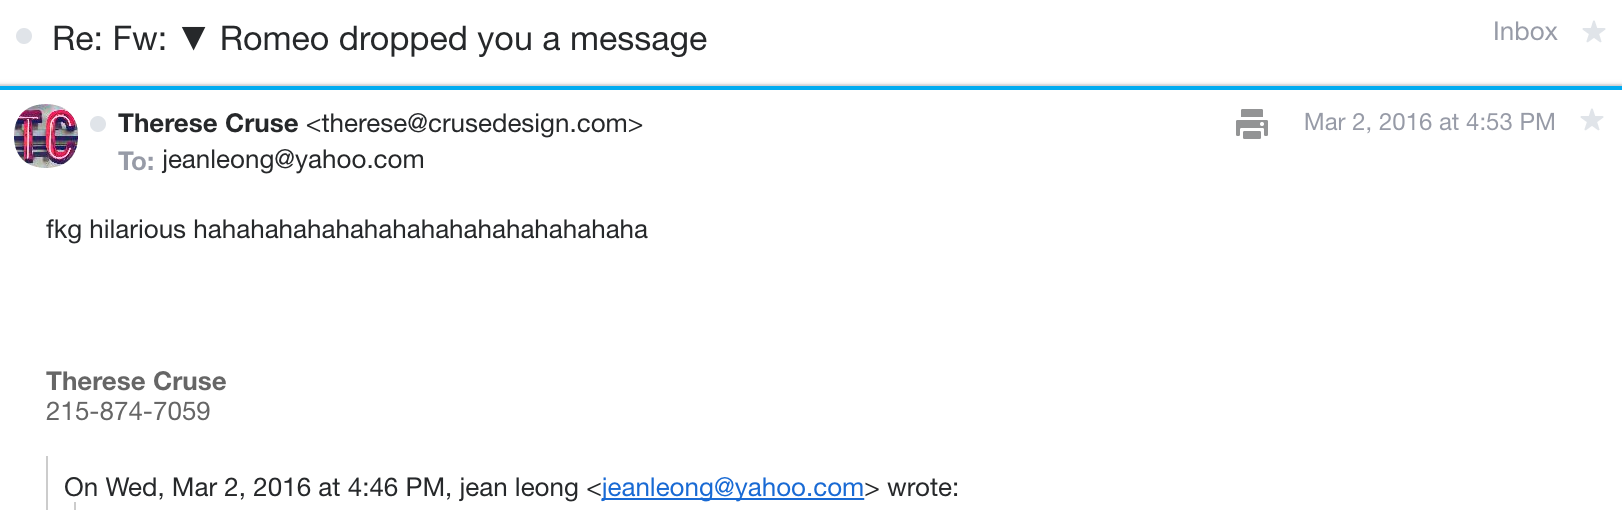 Re: Fw: ▼ Romeo dropped you a message
Inbox
TC
Therese Cruse <therese@crusedesign.com>
Mar 2, 2016 at 4:53 PM
To: jeanleong@yahoo.com
fkg hilarious hahahahahahahahahahahahahahahaha
Therese Cruse
215-874-7059
On Wed, Mar 2, 2016 at 4:46 PM, jean leong <jeanleong@yahoo.com> wrote: